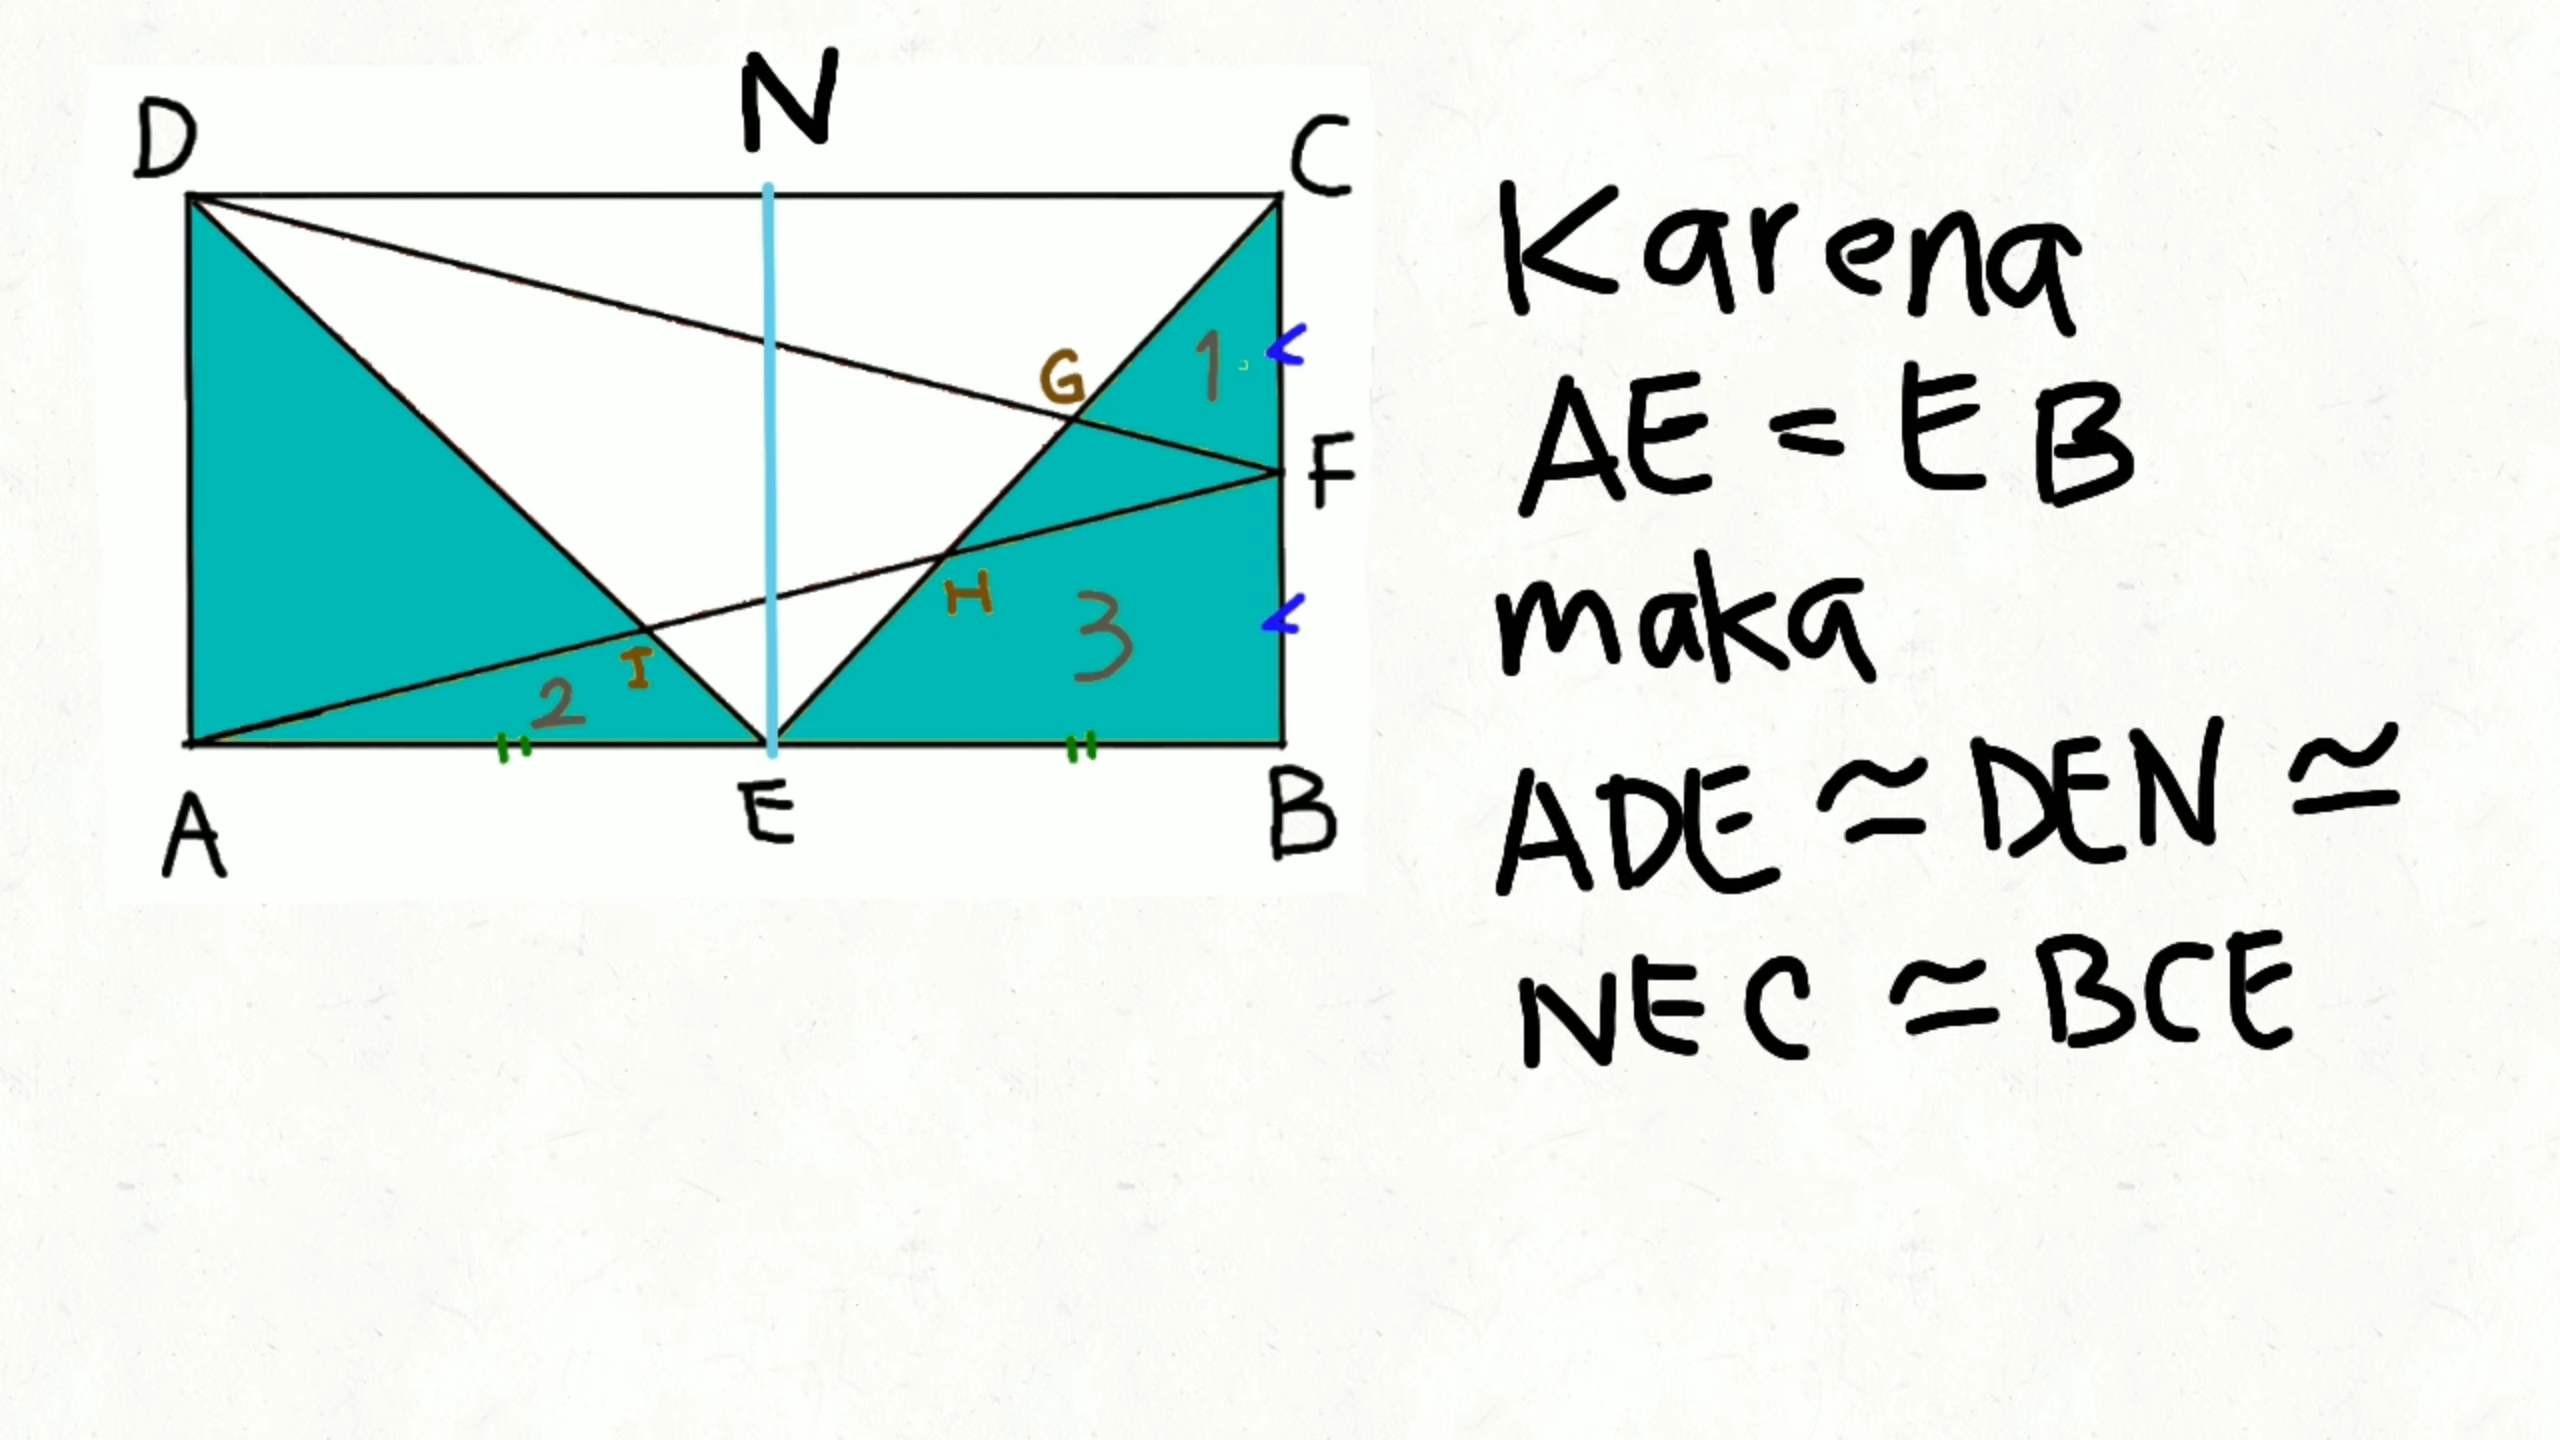 N
D
C
Karena
1
G
AE = EB
F
H
maka
3
I
2
ADE ≅ DEN ≅
A
E
B
NEC ≅ BCE